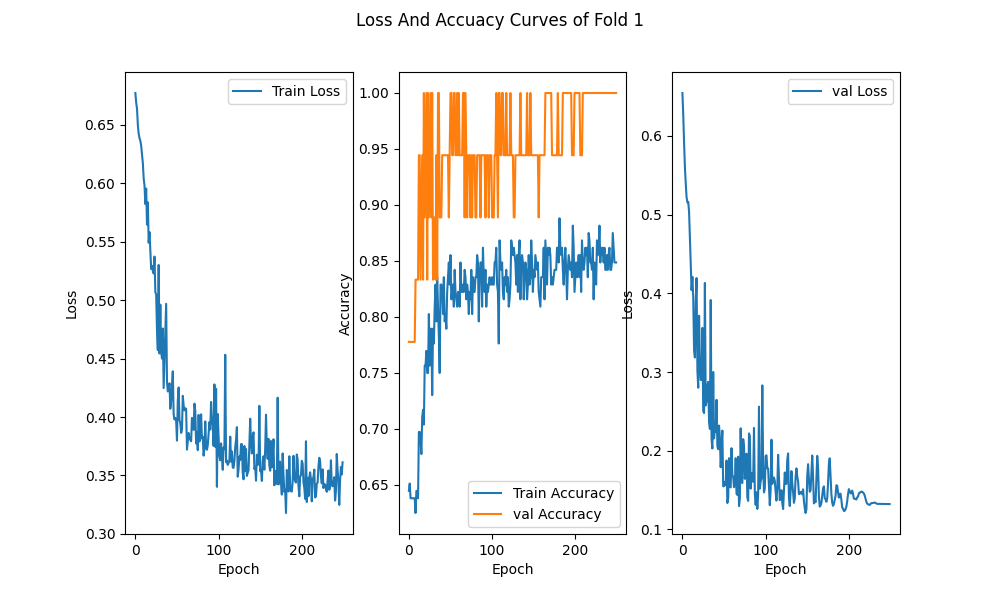 Loss And Accuacy Curves of Fold 1
Train Loss
0.65
0.60
0.55
0.50
0.45
0.40
0.35
0.30
Loss
0
100
200
Epoch
1.00
0.95
0.90
0.85
0.80
0.75
0.70
0.65
Accuracy
Train Accuracy
val Accuracy
0
100
200
Epoch
val Loss
0.6
0.5
0.4
0.3
0.2
0.1
Loss
0
100
200
Epoch